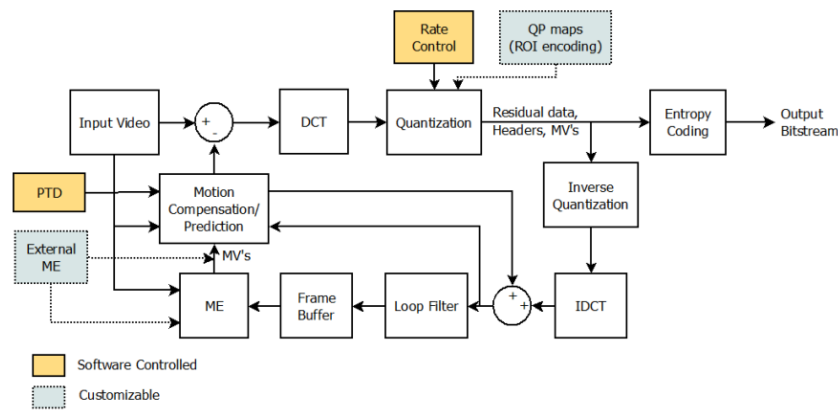 Rate
Control
QP maps
(ROI encoding)
Input Video
+
-
DCT
Quantization
Residual data,
Headers, MV's
Entropy
Coding
Output
Bitstream
PTD
Motion
Compensation/
Prediction
Inverse
Quantization
External
ME
MV's
ME
Frame
Buffer
Loop Filter
+
+
IDCT
Software Controlled
Customizable